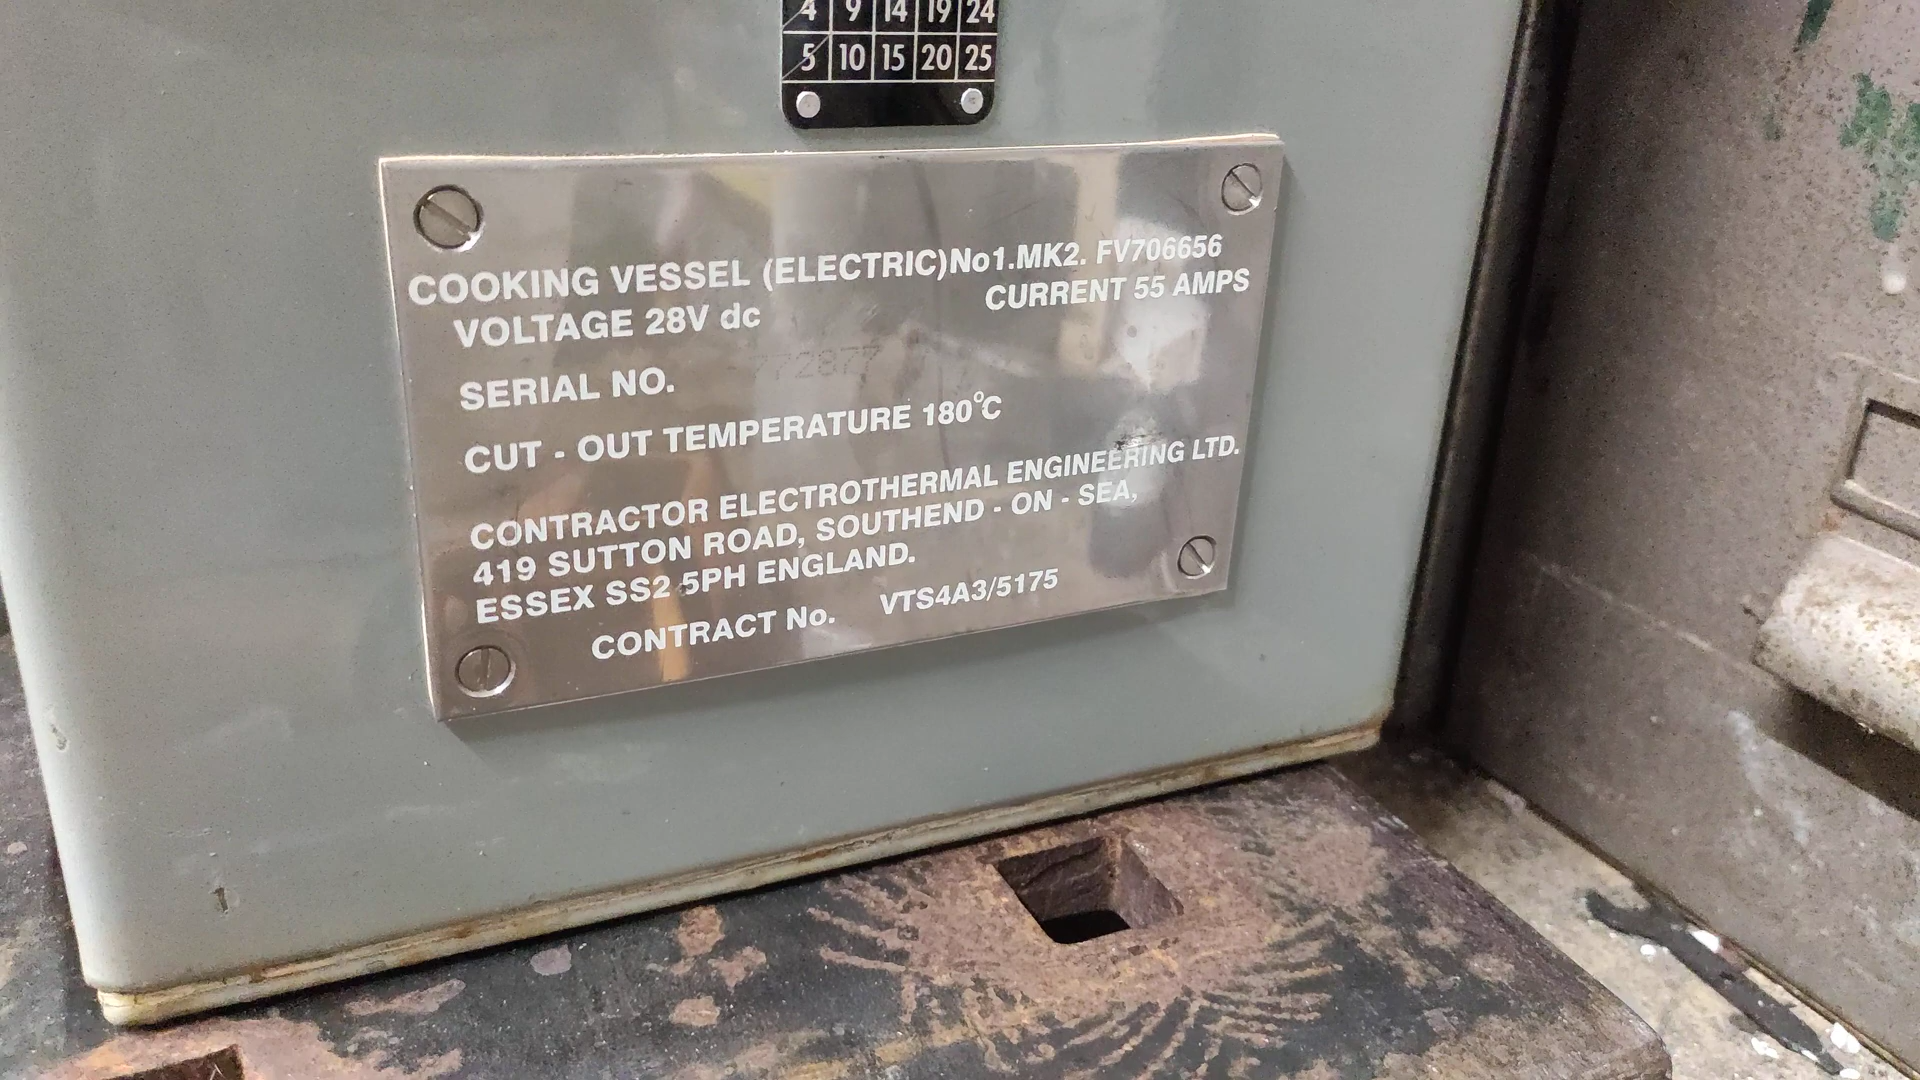 4 9 14 19 24
5 10 15 20 25
COOKING VESSEL (ELECTRIC)No1.MK2. FV706656
VOLTAGE 28V dc CURRENT 55 AMPS
SERIAL NO. 772877
CUT - OUT TEMPERATURE 180°C
CONTRACTOR ELECTROTHERMAL ENGINEERING LTD.
419 SUTTON ROAD, SOUTHEND - ON - SEA,
ESSEX SS2 5PH ENGLAND.
CONTRACT No. VTS4A3/5175